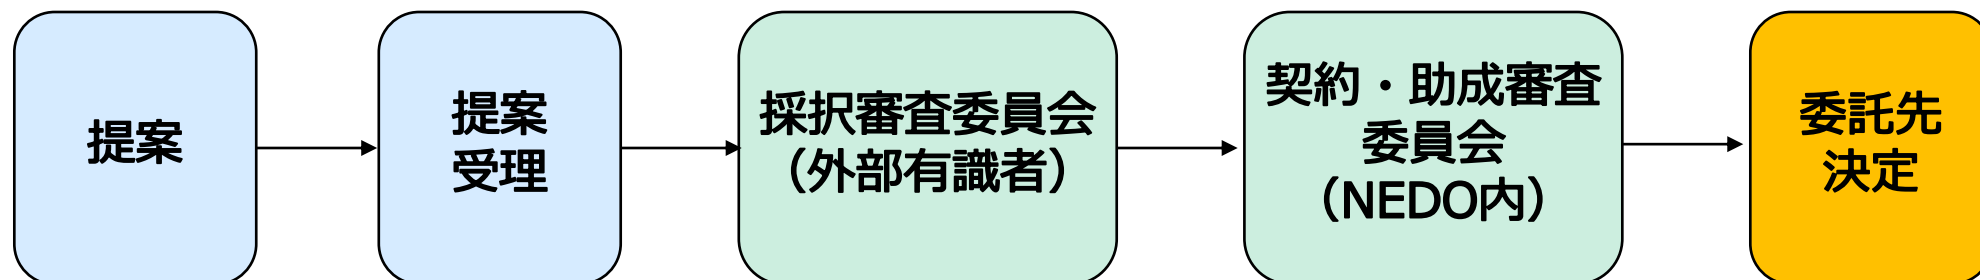 提案
提案
受理
採択審査委員会
（外部有識者）
契約・助成審査
委員会
（NEDO内）
委託先
決定